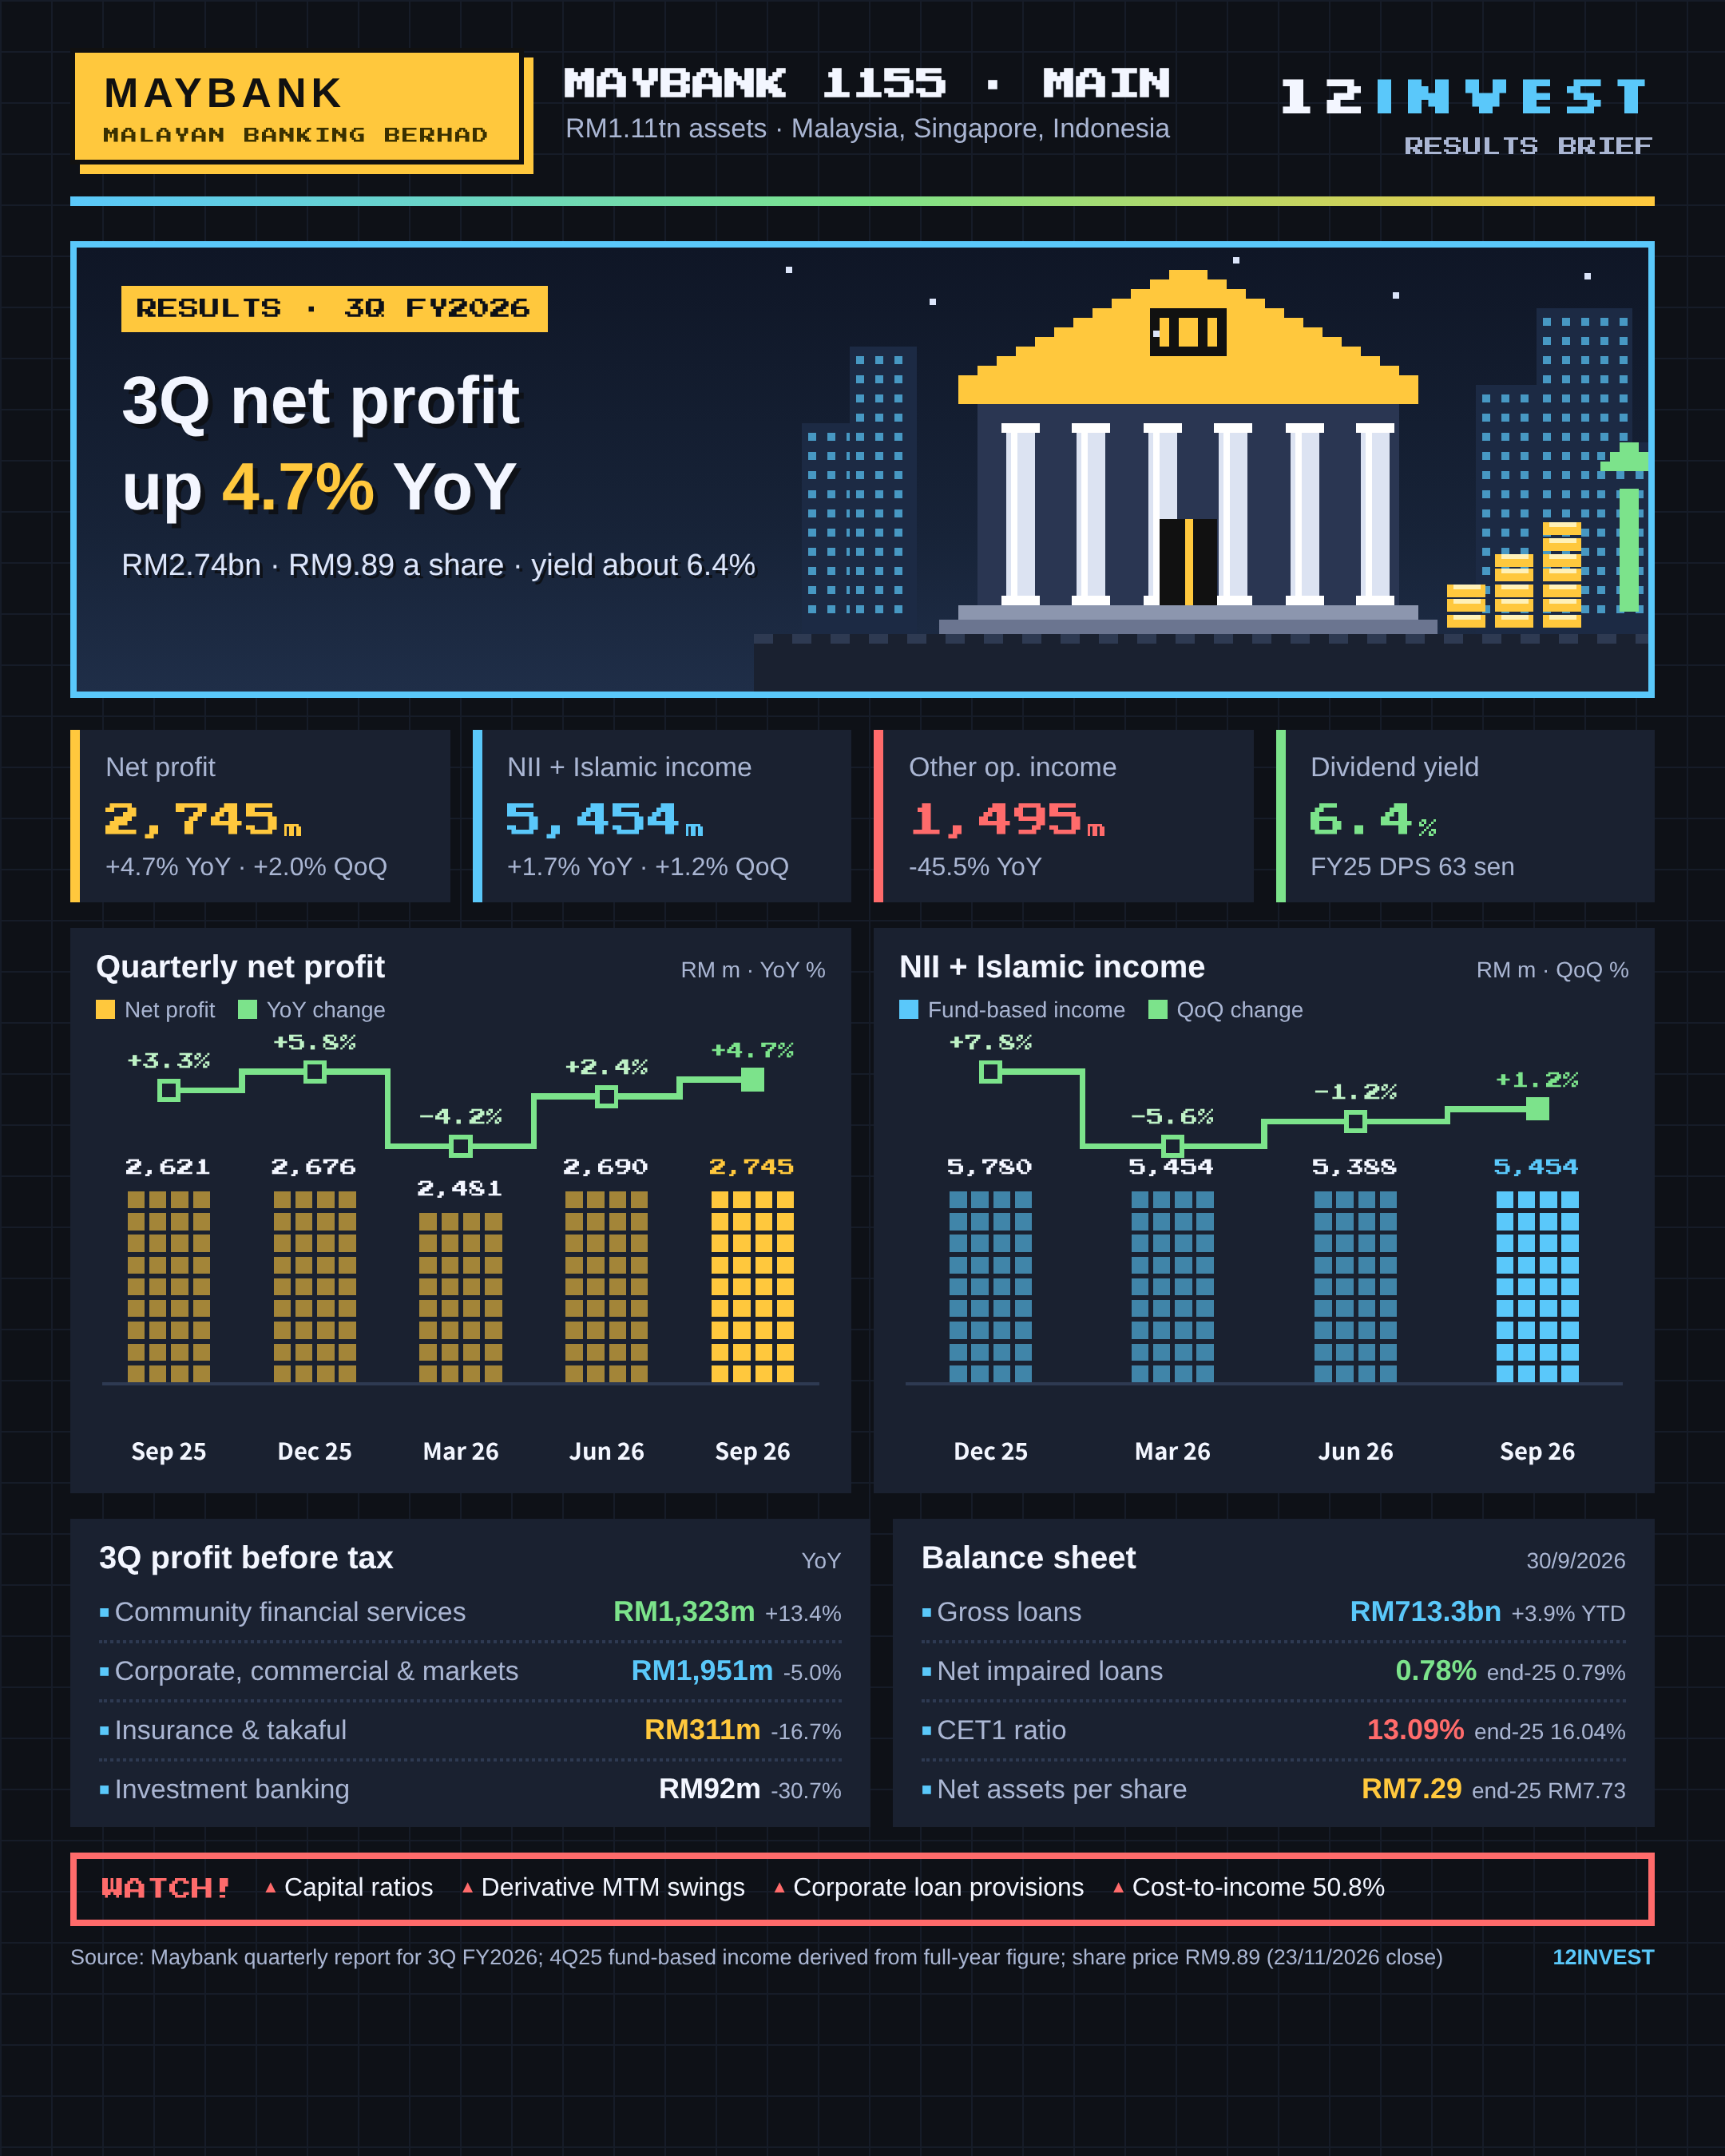 MAYBANK
MALAYAN BANKING BERHAD
MAYBANK 1155 · MAIN
RM1.11tn assets · Malaysia, Singapore, Indonesia
12INVEST
RESULTS BRIEF
RESULTS · 3Q FY2026
3Q net profit
up 4.7% YoY
RM2.74bn · RM9.89 a share · yield about 6.4%
Net profit
2,745m
+4.7% YoY · +2.0% QoQ
NII + Islamic income
5,454m
+1.7% YoY · +1.2% QoQ
Other op. income
1,495m
-45.5% YoY
Dividend yield
6.4%
FY25 DPS 63 sen
Quarterly net profit
RM m · YoY %
Net profit
YoY change
+3.3%
+5.8%
-4.2%
+2.4%
+4.7%
2,621
2,676
2,481
2,690
2,745
Sep 25
Dec 25
Mar 26
Jun 26
Sep 26
NII + Islamic income
RM m · QoQ %
Fund-based income
QoQ change
+7.8%
-5.6%
-1.2%
+1.2%
5,780
5,454
5,388
5,454
Dec 25
Mar 26
Jun 26
Sep 26
3Q profit before tax
YoY
Community financial services RM1,323m +13.4%
Corporate, commercial & markets RM1,951m -5.0%
Insurance & takaful RM311m -16.7%
Investment banking RM92m -30.7%
Balance sheet
30/9/2026
Gross loans RM713.3bn +3.9% YTD
Net impaired loans 0.78% end-25 0.79%
CET1 ratio 13.09% end-25 16.04%
Net assets per share RM7.29 end-25 RM7.73
WATCH! ▲ Capital ratios ▲ Derivative MTM swings ▲ Corporate loan provisions ▲ Cost-to-income 50.8%
Source: Maybank quarterly report for 3Q FY2026; 4Q25 fund-based income derived from full-year figure; share price RM9.89 (23/11/2026 close)
12INVEST